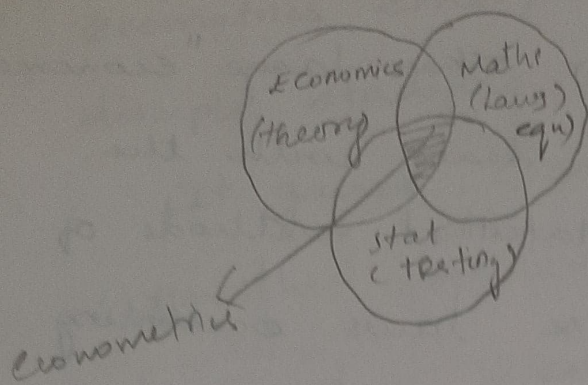 Economics
(theory)
Maths
(laws)
equ)
stat
(testing)
econometrics